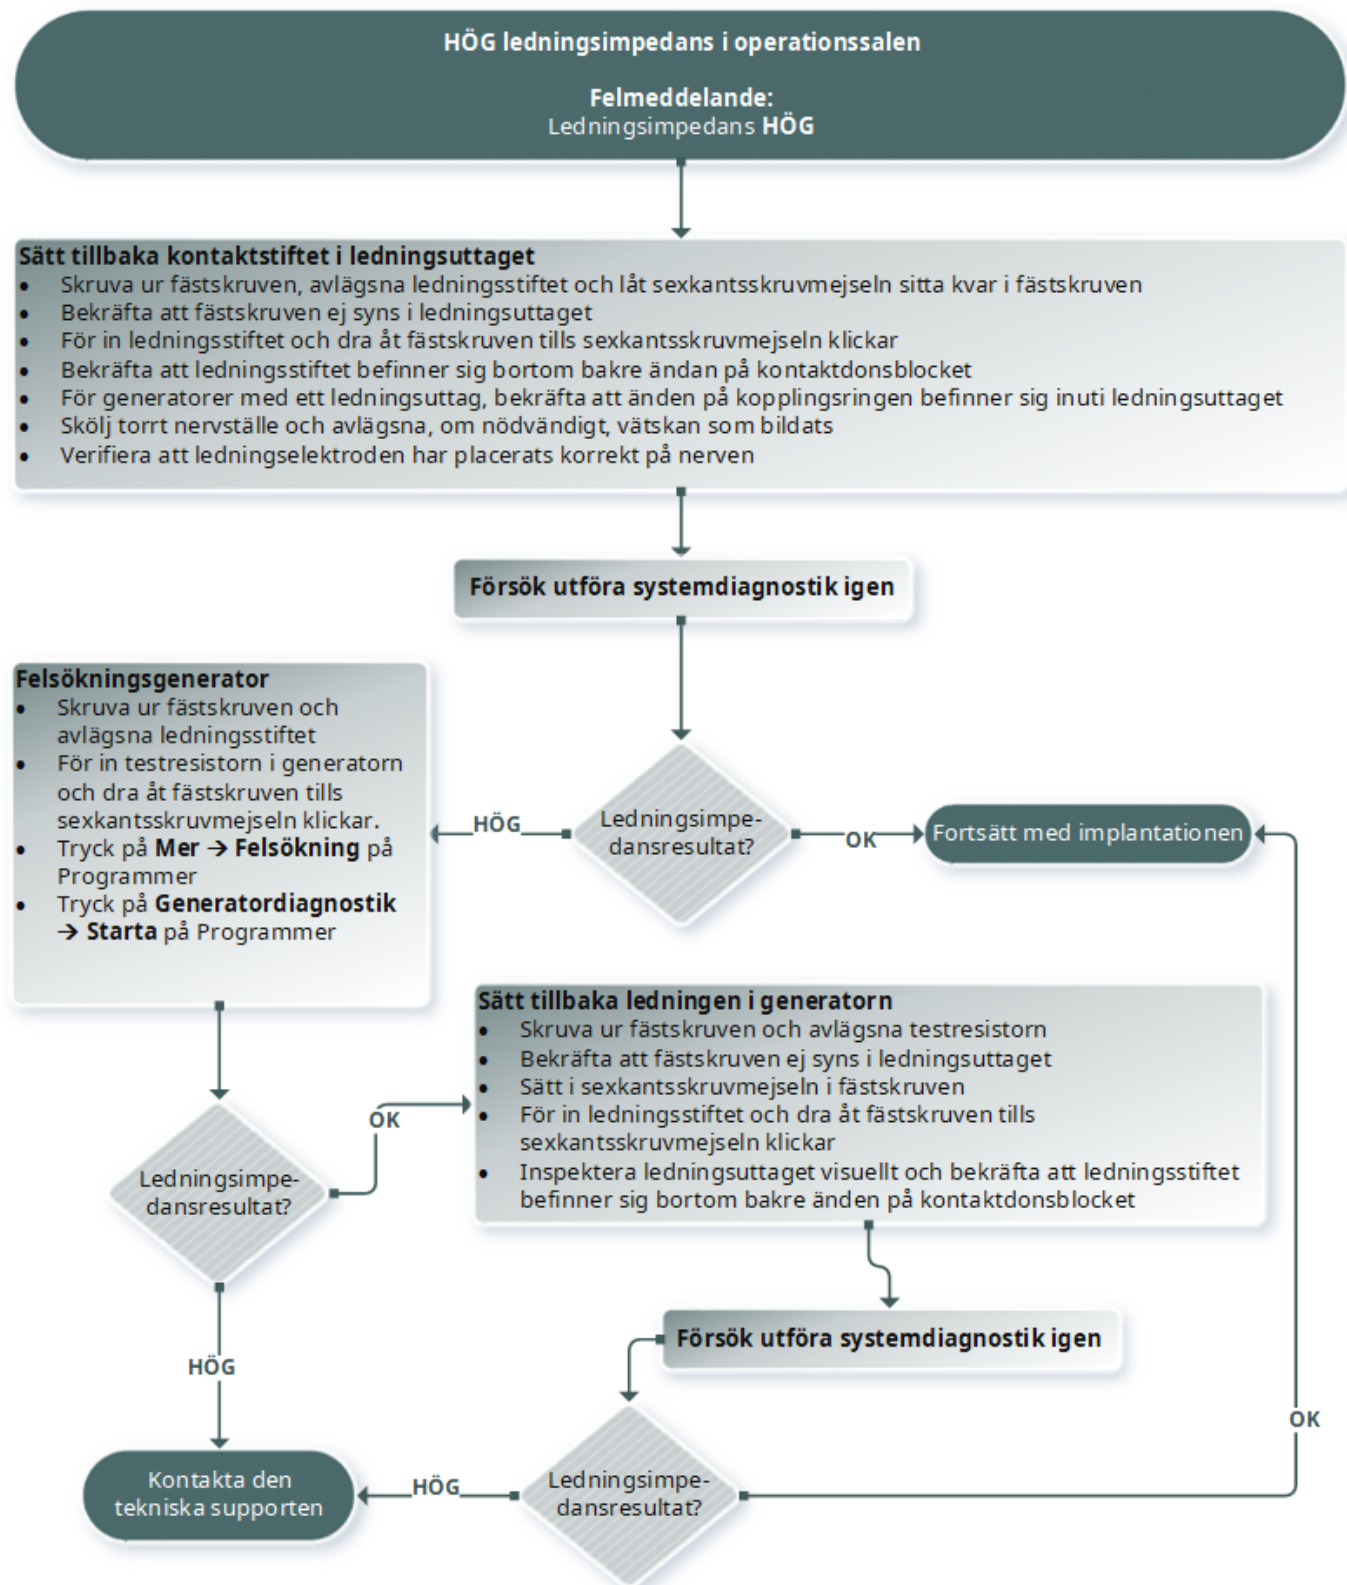 HÖG ledningsimpedans i operationssalen
Felmeddelande:
Ledningsimpedans HÖG
Sätt tillbaka kontaktstiftet i ledningsuttaget
• Skruva ur fästskruven, avlägsna ledningsstiftet och låt sexkantsskruvmejseln sitta kvar i fästskruven
• Bekräfta att fästskruven ej syns i ledningsuttaget
• För in ledningsstiftet och dra åt fästskruven tills sexkantsskruvmejseln klickar
• Bekräfta att ledningsstiftet befinner sig bortom bakre ändan på kontaktdonsblocket
• För generatorer med ett ledningsuttag, bekräfta att änden på kopplingsringen befinner sig inuti ledningsuttaget
• Skölj torrt nervställe och avlägsna, om nödvändigt, vätskan som bildats
• Verifiera att ledningselektroden har placerats korrekt på nerven
Försök utföra systemdiagnostik igen
Felsökningsgenerator
• Skruva ur fästskruven och
avlägsna ledningsstiftet
• För in testresistorn i generatorn
och dra åt fästskruven tills
sexkantsskruvmejseln klickar.
• Tryck på Mer → Felsökning på
Programmer
• Tryck på Generatordiagnostik
→ Starta på Programmer
HÖG
Ledningsimpe-
dansresultat?
OK
Fortsätt med implantationen
Sätt tillbaka ledningen i generatorn
• Skruva ur fästskruven och avlägsna testresistorn
• Bekräfta att fästskruven ej syns i ledningsuttaget
• Sätt i sexkantsskruvmejseln i fästskruven
• För in ledningsstiftet och dra åt fästskruven tills
sexkantsskruvmejseln klickar
• Inspektera ledningsuttaget visuellt och bekräfta att ledningsstiftet
befinner sig bortom bakre änden på kontaktdonsblocket
OK
Ledningsimpe-
dansresultat?
Försök utföra systemdiagnostik igen
HÖG
OK
Kontakta den
tekniska supporten
HÖG
Ledningsimpe-
dansresultat?